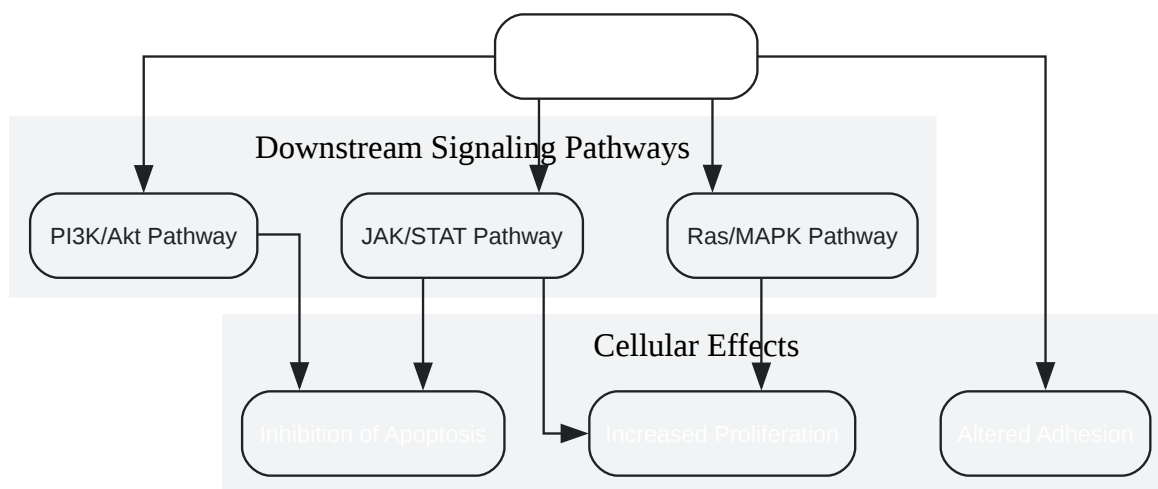 Downstream Signaling Pathways
PI3K/Akt Pathway
JAK/STAT Pathway
Ras/MAPK Pathway
Cellular Effects
Inhibition of Apoptosis
Increased Proliferation
Altered Adhesion